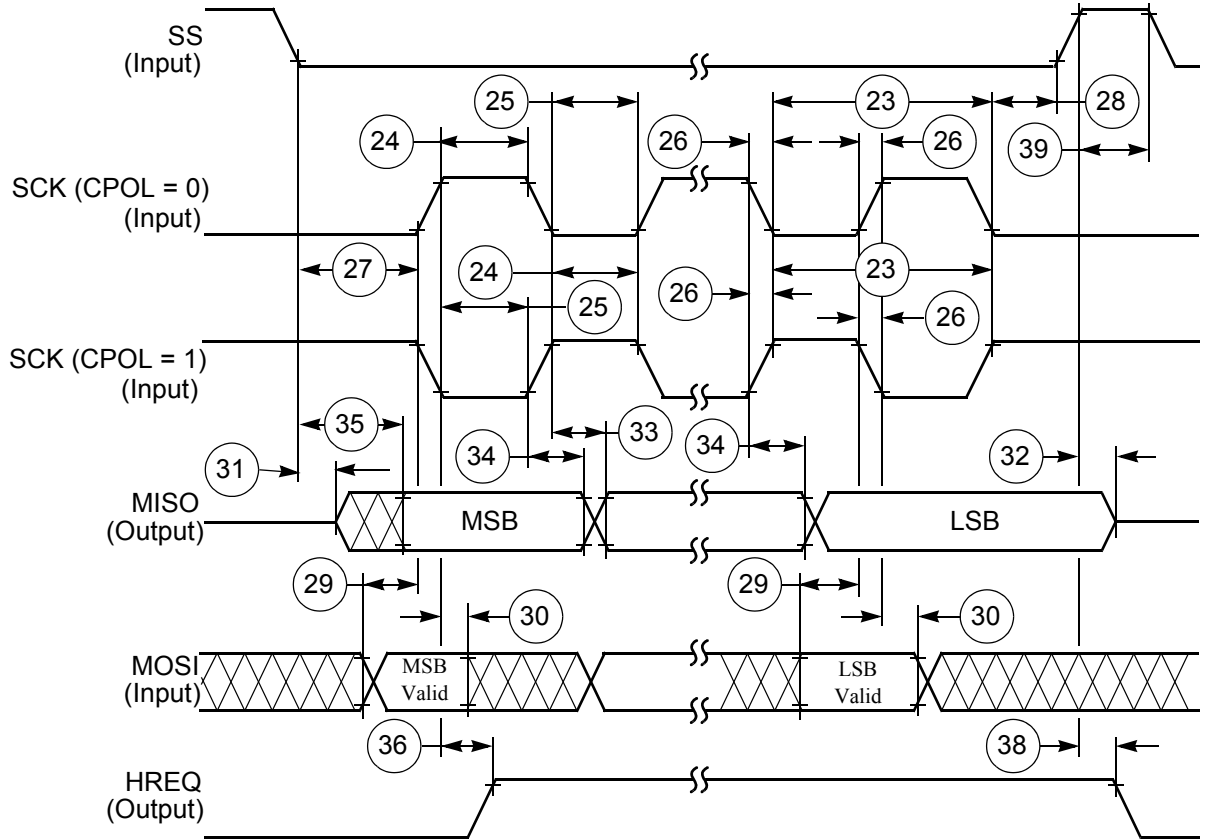 SS
(Input)
25
23
28
24
26
26
39
SCK (CPOL = 0)
(Input)
27
24
23
26
25
26
SCK (CPOL = 1)
(Input)
35
33
34
34
31
32
MISO
(Output)
MSB
LSB
29
29
30
30
MOSI
(Input)
MSB
Valid
LSB
Valid
36
38
HREQ
(Output)